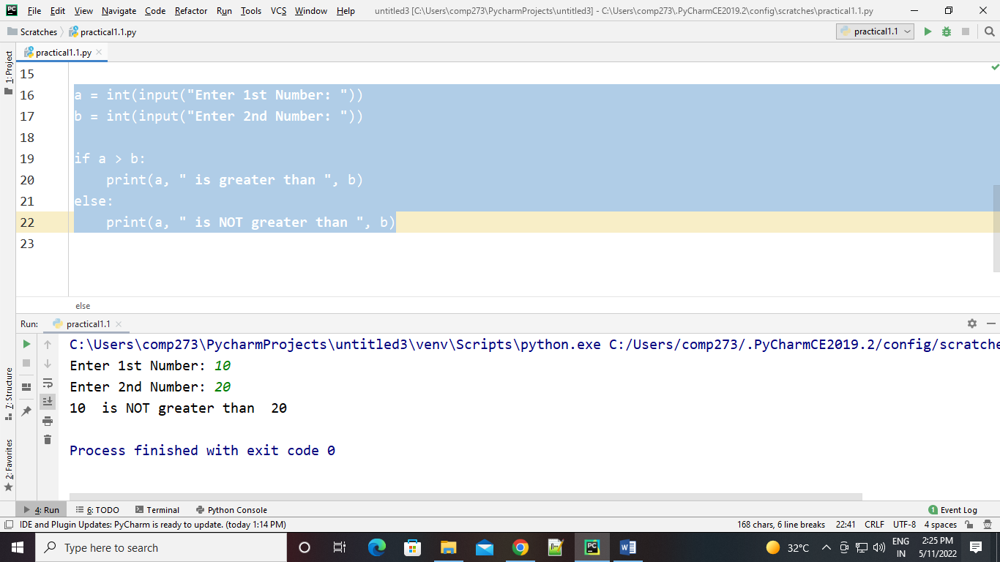 File Edit View Navigate Code Refactor Run Tools VCS Window Help untitled3 [C:\Users\comp273\PycharmProjects\untitled3] - C:\Users\comp273\.PyCharmCE2019.2\config\scratches\practical1.1.py
Scratches practical1.1.py practical1.1
practical1.1.py
1: Project
15
16 a = int(input("Enter 1st Number: "))
17 b = int(input("Enter 2nd Number: "))
18
19 if a > b:
20     print(a, " is greater than ", b)
21 else:
22     print(a, " is NOT greater than ", b)
23
else
Run: practical1.1
C:\Users\comp273\PycharmProjects\untitled3\venv\Scripts\python.exe C:/Users/comp273/.PyCharmCE2019.2/config/scratche
Enter 1st Number: 10
Enter 2nd Number: 20
10  is NOT greater than  20
Process finished with exit code 0
7: Structure
2: Favorites
4: Run 6: TODO Terminal Python Console 1 Event Log
IDE and Plugin Updates: PyCharm is ready to update. (today 1:14 PM) 168 chars, 6 line breaks 22:41 CRLF UTF-8 4 spaces
Type here to search PC W 32°C ENG 2:25 PM
IN 5/11/2022